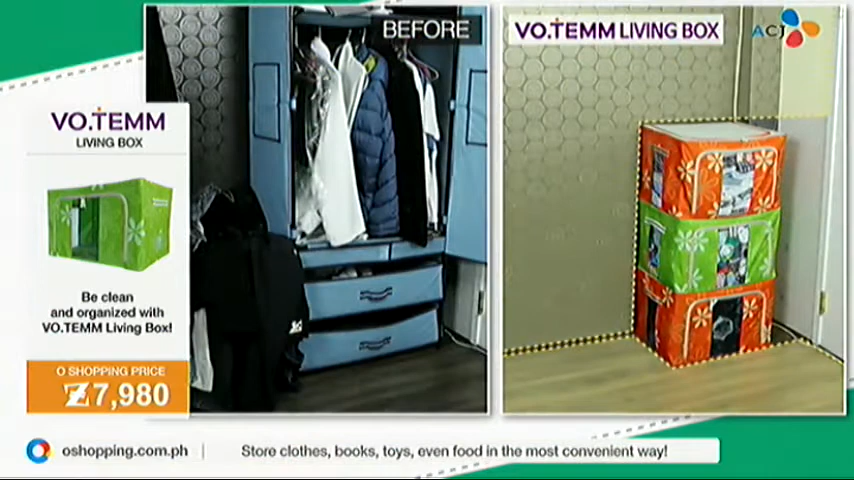 BEFORE
VO.TEMM LIVING BOX
ACJ
VO.TEMM
LIVING BOX
Be clean
and organized with
VO.TEMM Living Box!
O SHOPPING PRICE
7,980
oshopping.com.ph
Store clothes, books, toys, even food in the most convenient way!